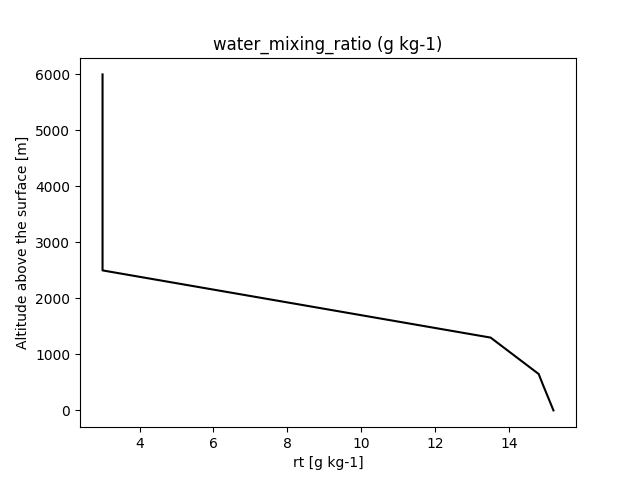 water_mixing_ratio (g kg-1)
6000
5000
4000
3000
2000
1000
0
Altitude above the surface [m]
4 6 8 10 12 14
rt [g kg-1]